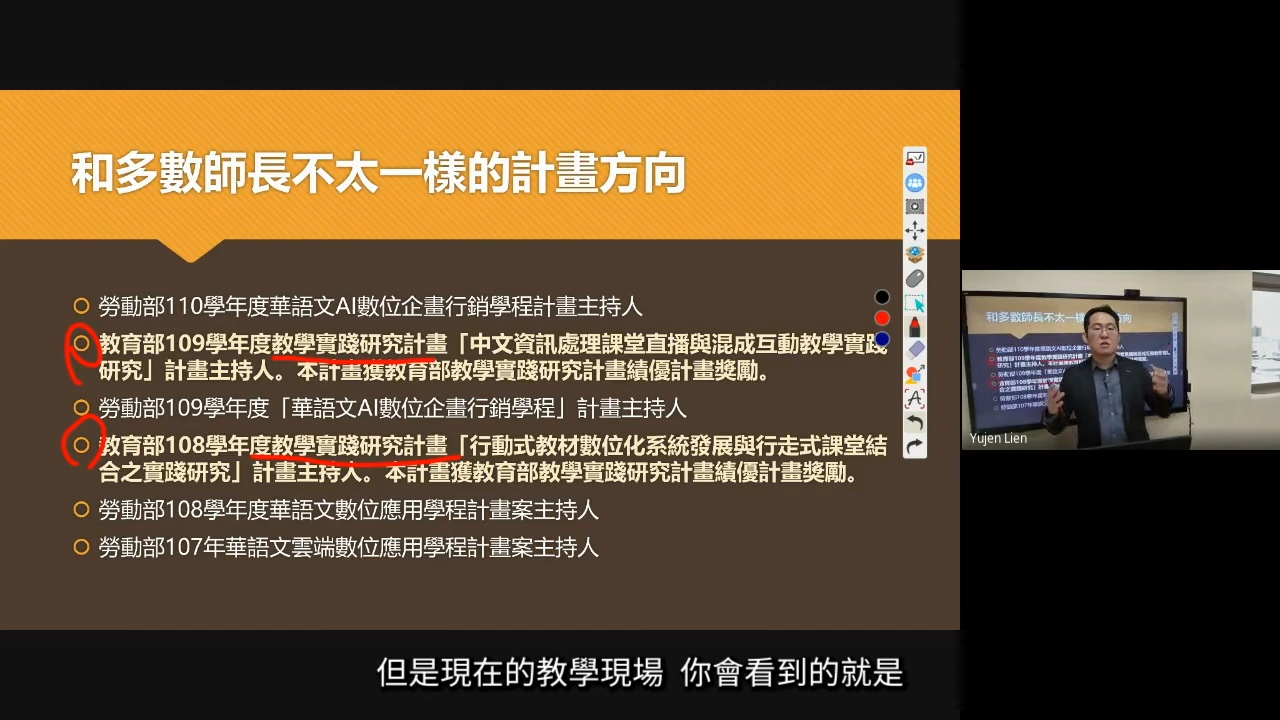 和多數師長不太一樣的計畫方向
勞動部110學年度華語文AI數位企畫行銷學程計畫主持人
教育部109學年度教學實踐研究計畫「中文資訊處理課堂直播與混成互動教學實踐
研究」計畫主持人。本計畫獲教育部教學實踐研究計畫績優計畫獎勵。
勞動部109學年度「華語文AI數位企畫行銷學程」計畫主持人
教育部108學年度教學實踐研究計畫「行動式教材數位化系統發展與行走式課堂結
合之實踐研究」計畫主持人。本計畫獲教育部教學實踐研究計畫績優計畫獎勵。
勞動部108學年度華語文數位應用學程計畫案主持人
勞動部107年華語文雲端數位應用學程計畫案主持人
和多數師長不太一樣的計
方向
Yujen Lien
但是現在的教學現場 你會看到的就是